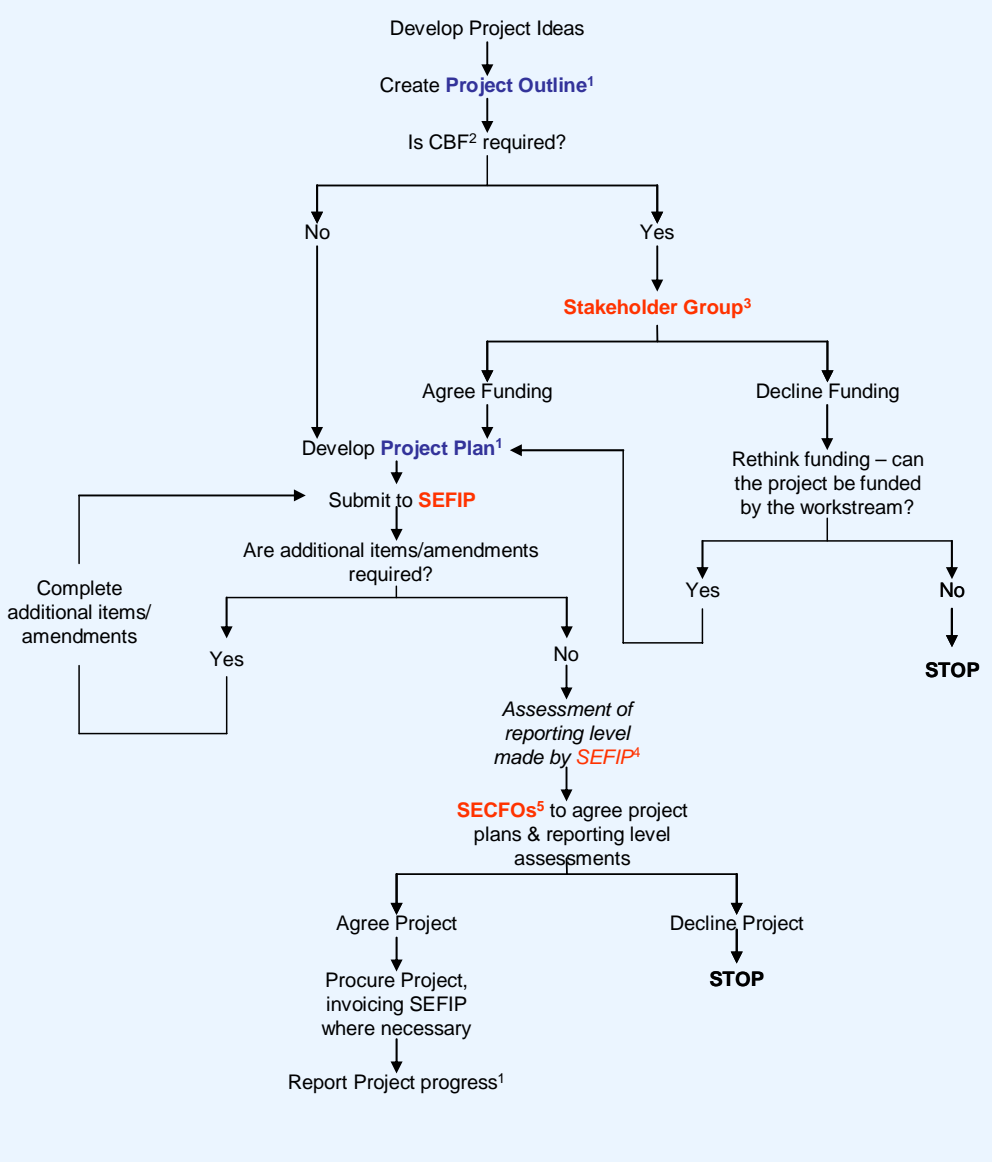 Develop Project Ideas
Create Project Outline¹
Is CBF² required?
No
Yes
Stakeholder Group³
Agree Funding
Decline Funding
Develop Project Plan¹
Rethink funding – can
the project be funded
by the workstream?
Submit to SEFIP
Are additional items/amendments
required?
Complete
additional items/
amendments
Yes
No
Yes
No
STOP
Assessment of
reporting level
made by SEFIP⁴
SECFOs⁵ to agree project
plans & reporting level
assessments
Agree Project
Decline Project
Procure Project,
invoicing SEFIP
where necessary
STOP
Report Project progress¹